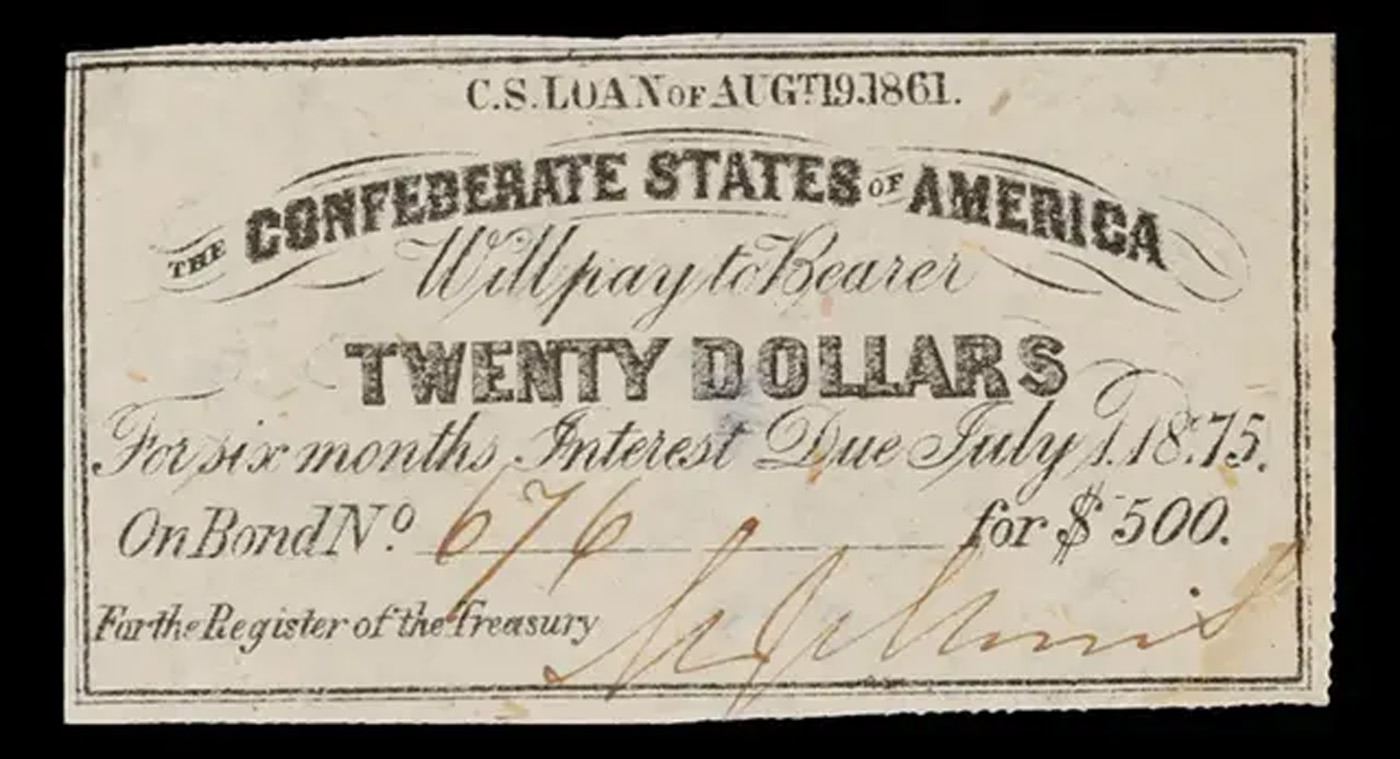 C.S. LOAN OF AUGT 19. 1861.
THE CONFEDERATE STATES OF AMERICA
Will pay to Bearer
TWENTY DOLLARS
For six months Interest Due July 1. 1875.
On Bond No. 676 for $500.
For the Register of the Treasury